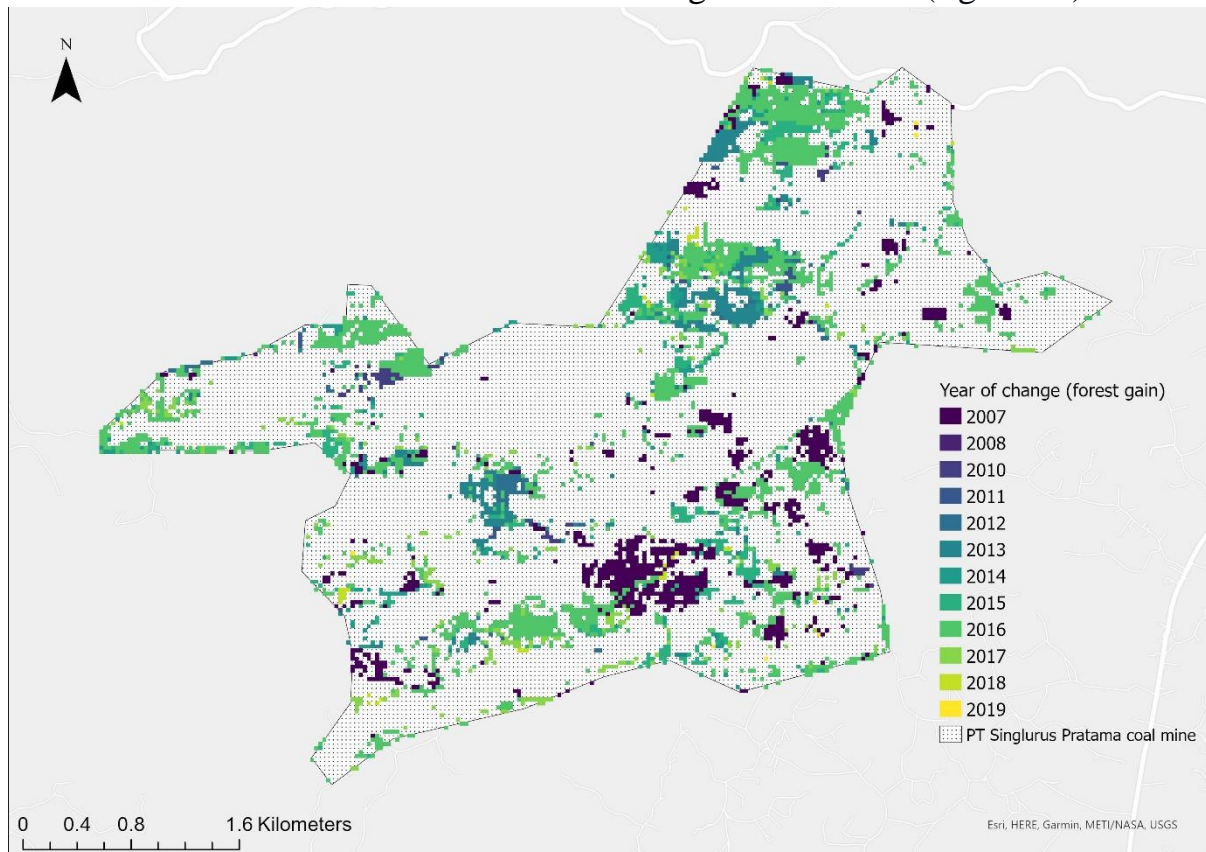 N
Year of change (forest gain)
2007
2008
2010
2011
2012
2013
2014
2015
2016
2017
2018
2019
PT Singlurus Pratama coal mine
0 0.4 0.8 1.6 Kilometers
Esri, HERE, Garmin, METI/NASA, USGS